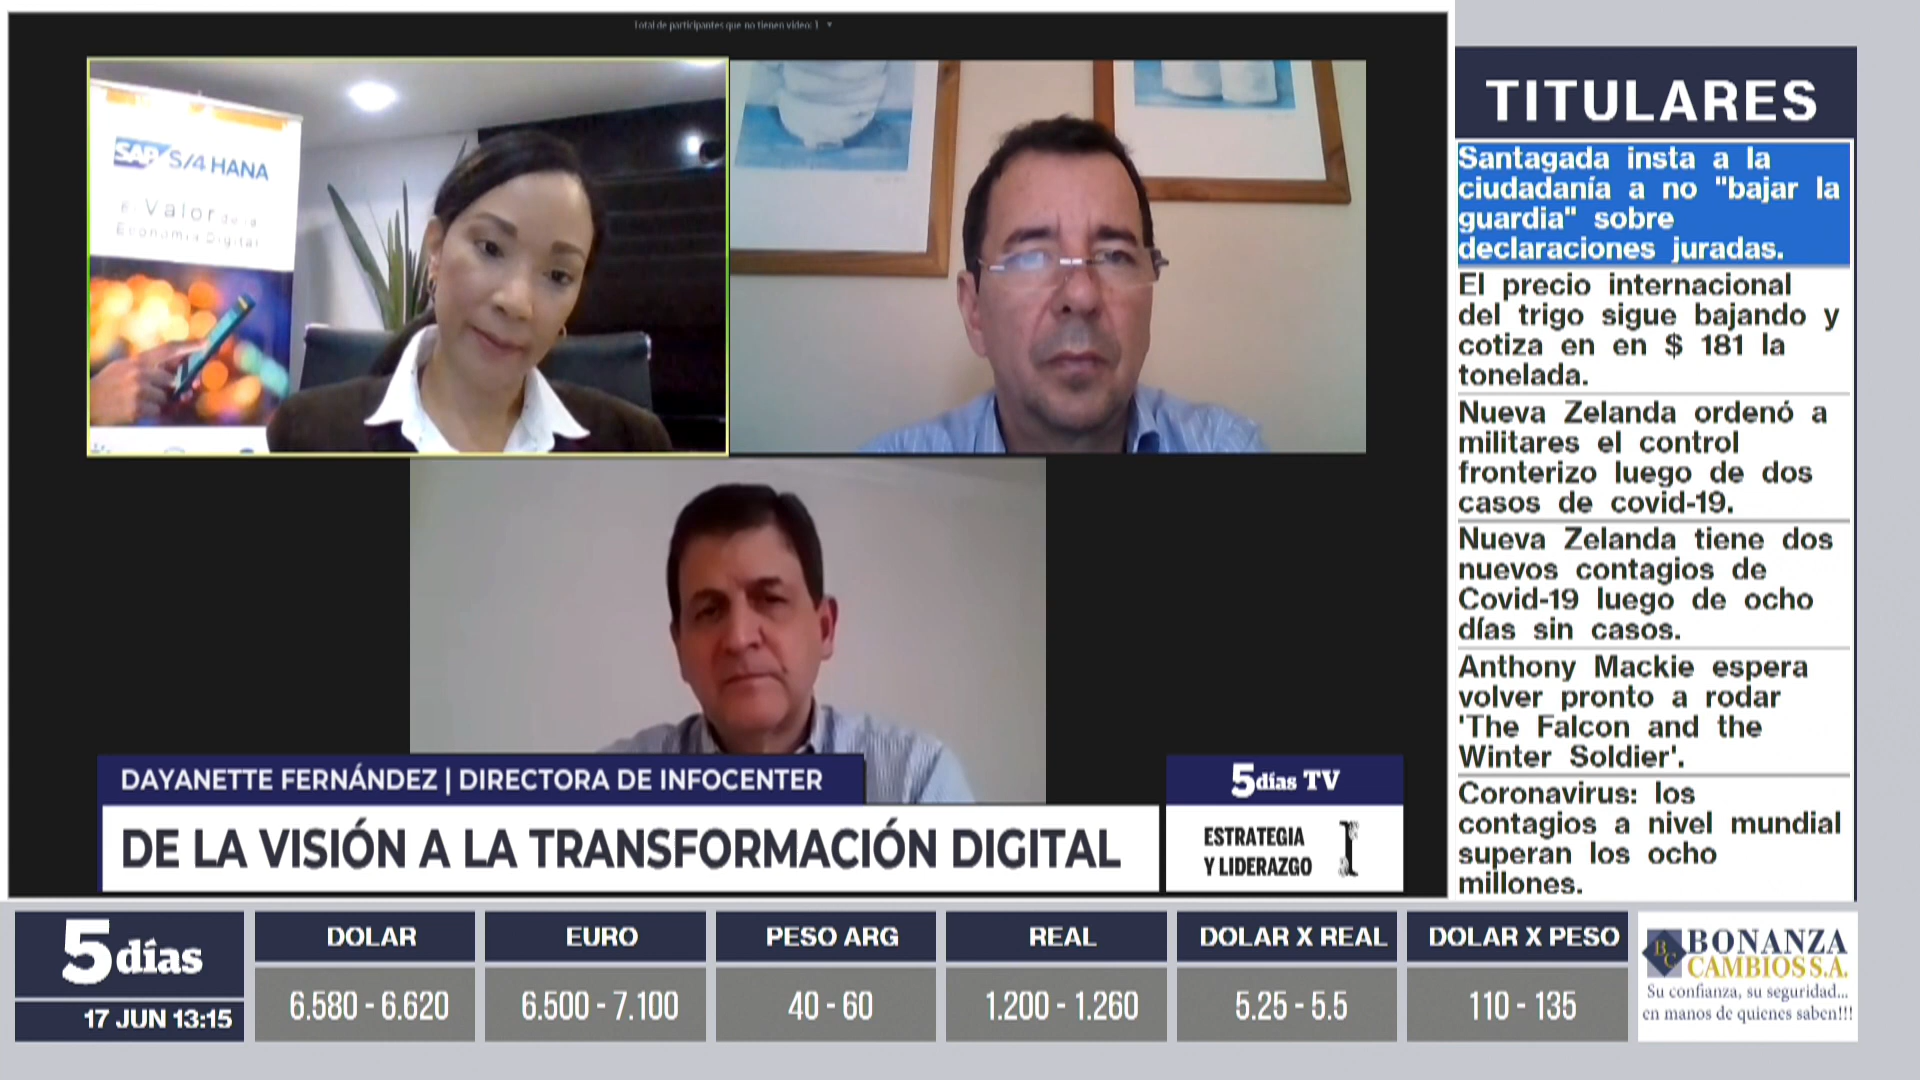 Total de participantes que no tienen video: 1
SAP S/4 HANA
El Valor de la
Economía Digital
DAYANETTE FERNÁNDEZ | DIRECTORA DE INFOCENTER
DE LA VISIÓN A LA TRANSFORMACIÓN DIGITAL
5días TV
ESTRATEGIA
Y LIDERAZGO
TITULARES
Santagada insta a la
ciudadanía a no "bajar la
guardia" sobre
declaraciones juradas.
El precio internacional
del trigo sigue bajando y
cotiza en en $ 181 la
tonelada.
Nueva Zelanda ordenó a
militares el control
fronterizo luego de dos
casos de covid-19.
Nueva Zelanda tiene dos
nuevos contagios de
Covid-19 luego de ocho
días sin casos.
Anthony Mackie espera
volver pronto a rodar
'The Falcon and the
Winter Soldier'.
Coronavirus: los
contagios a nivel mundial
superan los ocho
millones.
5días
17 JUN 13:15
DOLAR
6.580 - 6.620
EURO
6.500 - 7.100
PESO ARG
40 - 60
REAL
1.200 - 1.260
DOLAR X REAL
5.25 - 5.5
DOLAR X PESO
110 - 135
BC BONANZA
CAMBIOS S.A.
Su confianza, su seguridad...
en manos de quienes saben!!!